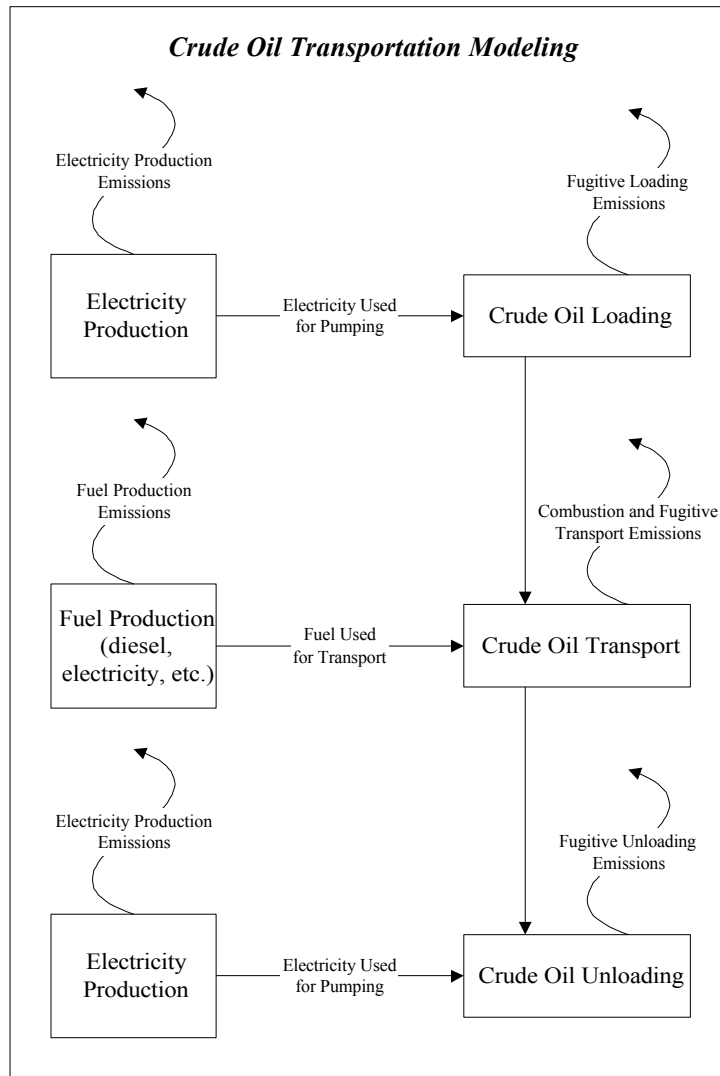 Crude Oil Transportation Modeling
Electricity Production
Emissions
Fugitive Loading
Emissions
Electricity
Production
Electricity Used
for Pumping
Crude Oil Loading
Fuel Production
Emissions
Combustion and Fugitive
Transport Emissions
Fuel Production
(diesel,
electricity, etc.)
Fuel Used
for Transport
Crude Oil Transport
Electricity Production
Emissions
Fugitive Unloading
Emissions
Electricity
Production
Electricity Used
for Pumping
Crude Oil Unloading